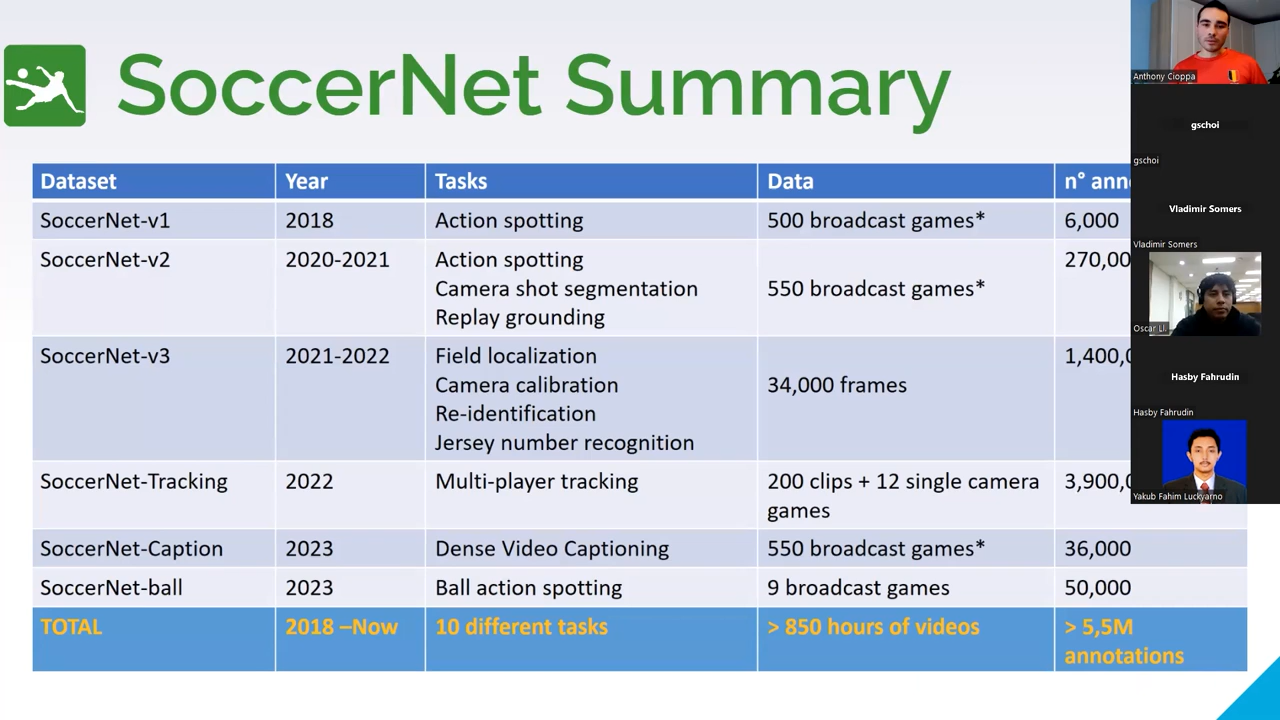 SoccerNet Summary
Dataset Year Tasks Data n° ann
SoccerNet-v1 2018 Action spotting 500 broadcast games* 6,000
SoccerNet-v2 2020-2021 Action spotting 270,00
Camera shot segmentation 550 broadcast games*
Replay grounding
SoccerNet-v3 2021-2022 Field localization 1,400,0
Camera calibration 34,000 frames
Re-identification
Jersey number recognition
SoccerNet-Tracking 2022 Multi-player tracking 200 clips + 12 single camera 3,900,0
games
SoccerNet-Caption 2023 Dense Video Captioning 550 broadcast games* 36,000
SoccerNet-ball 2023 Ball action spotting 9 broadcast games 50,000
TOTAL 2018 –Now 10 different tasks > 850 hours of videos > 5,5M
annotations
Anthony Cioppa
gschoi
gschoi
Vladimir Somers
Vladimir Somers
Oscar Ll.
Hasby Fahrudin
Hasby Fahrudin
Yakub Fahim Luckyarno